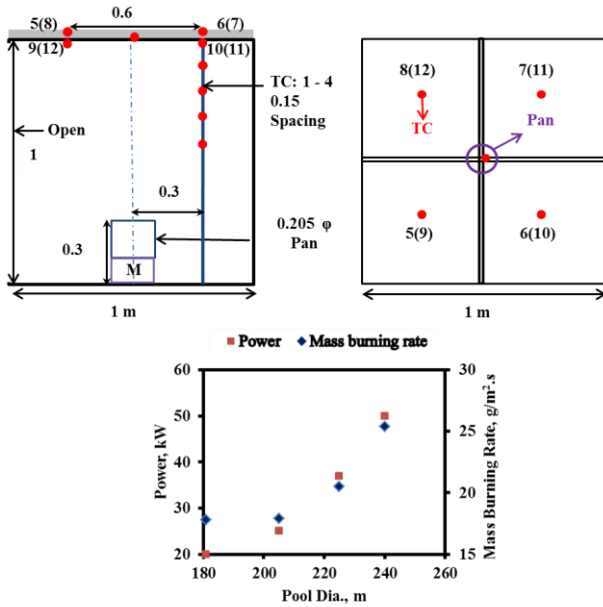 0.6
5(8)
6(7)
9(12)
10(11)
TC: 1 - 4
0.15
Spacing
Open
1
0.3
0.3
0.205 φ
Pan
M
1 m
8(12)
7(11)
TC
Pan
5(9)
6(10)
1 m
Power
Mass burning rate
60
50
40
30
20
Power, kW
30
25
20
15
Mass Burning Rate, g/m².s
180
200
220
240
260
Pool Dia., m